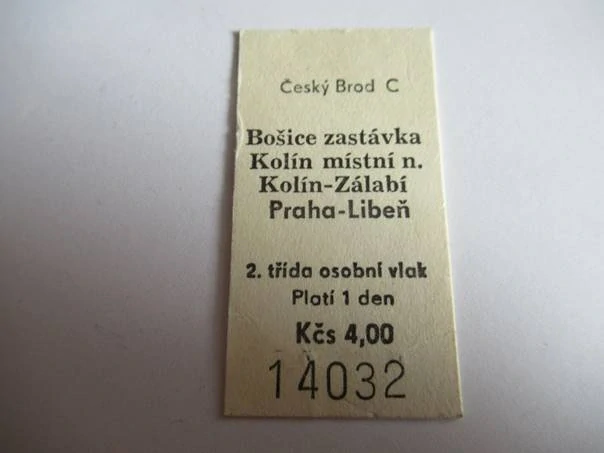 Český Brod C
Bošice zastávka
Kolín místní n.
Kolín-Zálabí
Praha-Libeň
2. třída osobní vlak
Platí 1 den
Kčs 4,00
14032